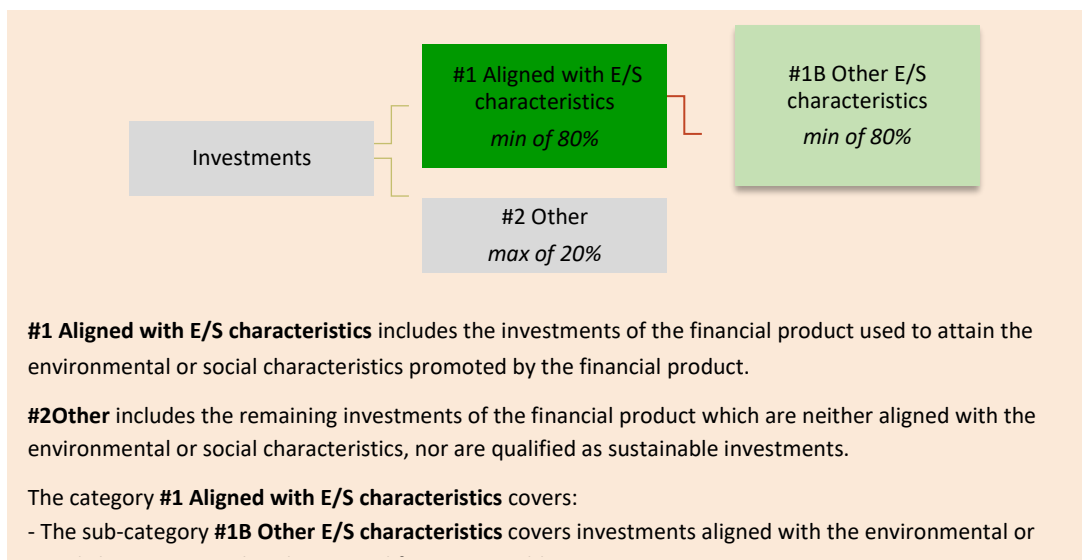 #1 Aligned with E/S
characteristics
min of 80%
#1B Other E/S
characteristics
min of 80%
Investments
#2 Other
max of 20%
#1 Aligned with E/S characteristics includes the investments of the financial product used to attain the
environmental or social characteristics promoted by the financial product.
#2Other includes the remaining investments of the financial product which are neither aligned with the
environmental or social characteristics, nor are qualified as sustainable investments.
The category #1 Aligned with E/S characteristics covers:
- The sub-category #1B Other E/S characteristics covers investments aligned with the environmental or